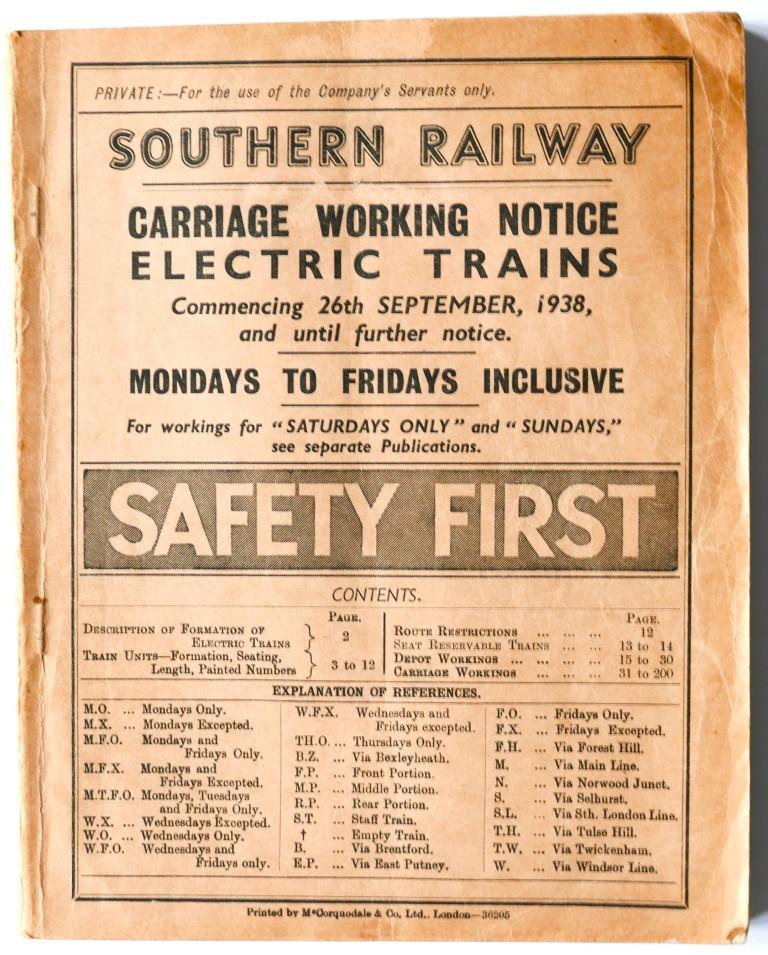 PRIVATE:—For the use of the Company's Servants only.
SOUTHERN RAILWAY
CARRIAGE WORKING NOTICE
ELECTRIC TRAINS
Commencing 26th SEPTEMBER, 1938,
and until further notice.
MONDAYS TO FRIDAYS INCLUSIVE
For workings for "SATURDAYS ONLY" and "SUNDAYS,"
see separate Publications.
SAFETY FIRST
CONTENTS.
PAGE.
DESCRIPTION OF FORMATION OF
ELECTRIC TRAINS } 2
TRAIN UNITS—Formation, Seating,
Length, Painted Numbers } 3 to 12
PAGE.
ROUTE RESTRICTIONS ... ... ... 12
SEAT RESERVABLE TRAINS ... ... 13 to 14
DEPOT WORKINGS ... ... ... ... 15 to 30
CARRIAGE WORKINGS ... ... ... 31 to 200
EXPLANATION OF REFERENCES.
M.O. ... Mondays Only.
M.X. ... Mondays Excepted.
M.F.O. Mondays and
Fridays Only.
M.F.X. Mondays and
Fridays Excepted.
M.T.F.O. Mondays, Tuesdays
and Fridays Only.
W.X. ... Wednesdays Excepted.
W.O. ... Wednesdays Only.
W.F.O. Wednesdays and
Fridays only.
W.F.X. Wednesdays and
Fridays excepted.
TH.O. ... Thursdays Only.
B.Z. ... Via Bexleyheath.
F.P. ... Front Portion.
M.P. ... Middle Portion.
R.P. ... Rear Portion.
S.T. ... Staff Train.
† ... Empty Train.
B. ... Via Brentford.
E.P. ... Via East Putney.
F.O. ... Fridays Only.
F.X. ... Fridays Excepted.
F.H. ... Via Forest Hill.
M. ... Via Main Line.
N. ... Via Norwood Junct.
S. ... Via Selhurst.
S.L. ... Via Sth. London Line.
T.H. ... Via Tulse Hill.
T.W. ... Via Twickenham.
W. ... Via Windsor Line.
Printed by McCorquodale & Co. Ltd., London—36205